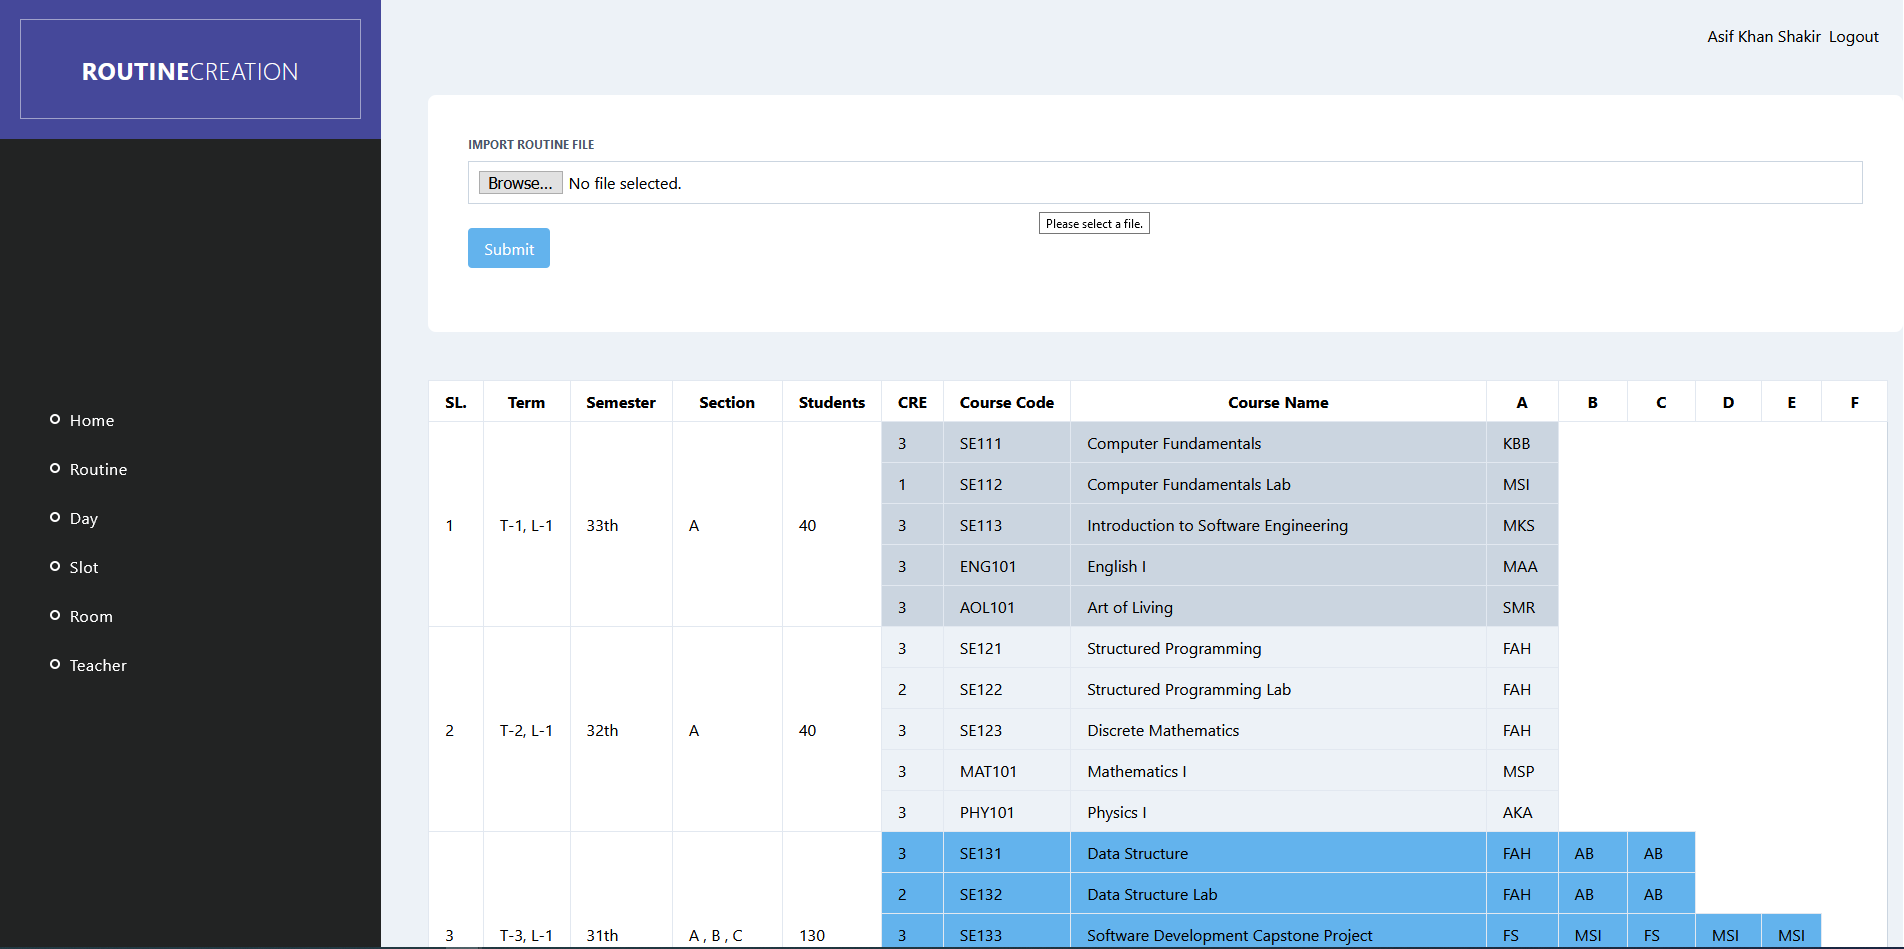 ROUTINECREATION
Asif Khan Shakir Logout
IMPORT ROUTINE FILE
Browse... No file selected.
Please select a file.
Submit
Home
Routine
Day
Slot
Room
Teacher
SL. Term Semester Section Students CRE Course Code Course Name A B C D E F
1 T-1, L-1 33th A 40
3 SE111 Computer Fundamentals KBB
1 SE112 Computer Fundamentals Lab MSI
3 SE113 Introduction to Software Engineering MKS
3 ENG101 English I MAA
3 AOL101 Art of Living SMR
2 T-2, L-1 32th A 40
3 SE121 Structured Programming FAH
2 SE122 Structured Programming Lab FAH
3 SE123 Discrete Mathematics FAH
3 MAT101 Mathematics I MSP
3 PHY101 Physics I AKA
3 T-3, L-1 31th A , B , C 130
3 SE131 Data Structure FAH AB AB
2 SE132 Data Structure Lab FAH AB AB
3 SE133 Software Development Capstone Project FS MSI FS MSI MSI